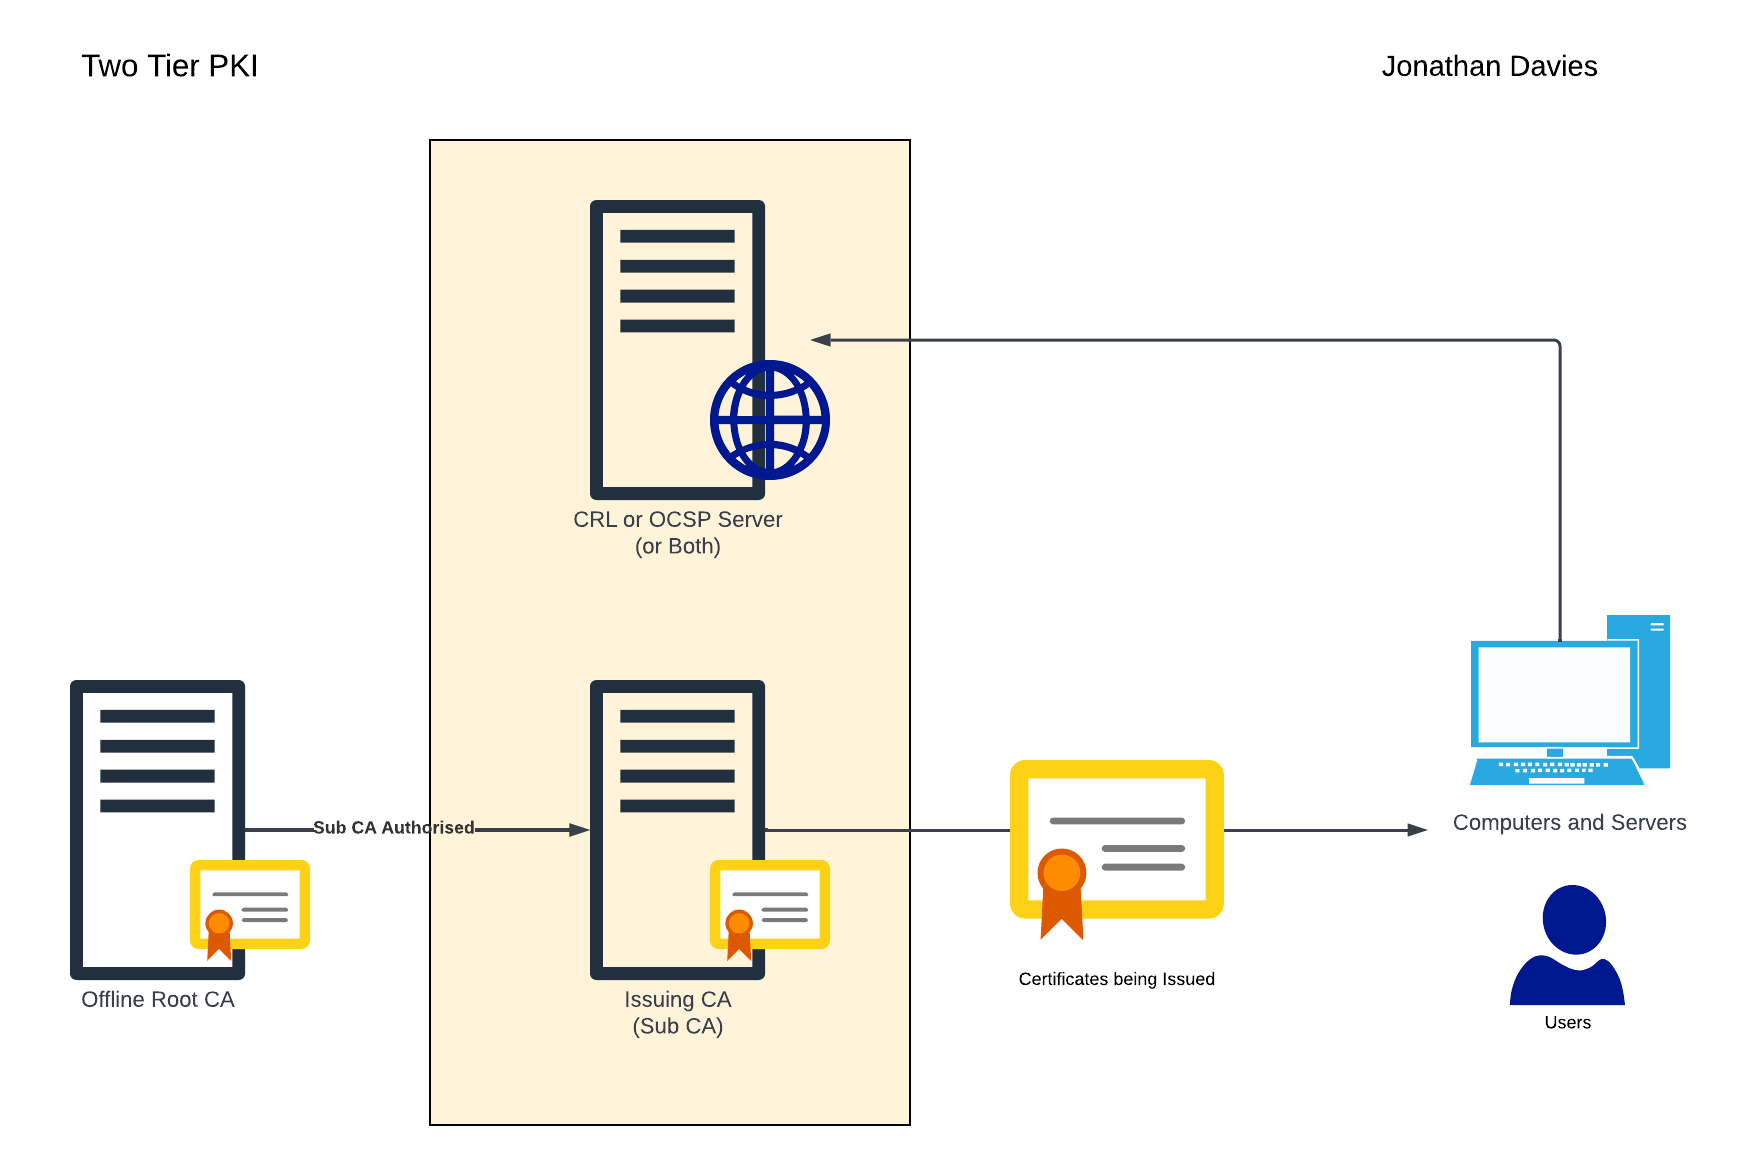 Two Tier PKI
Jonathan Davies
CRL or OCSP Server
(or Both)
Sub CA Authorised
Computers and Servers
Offline Root CA
Issuing CA
(Sub CA)
Certificates being Issued
Users